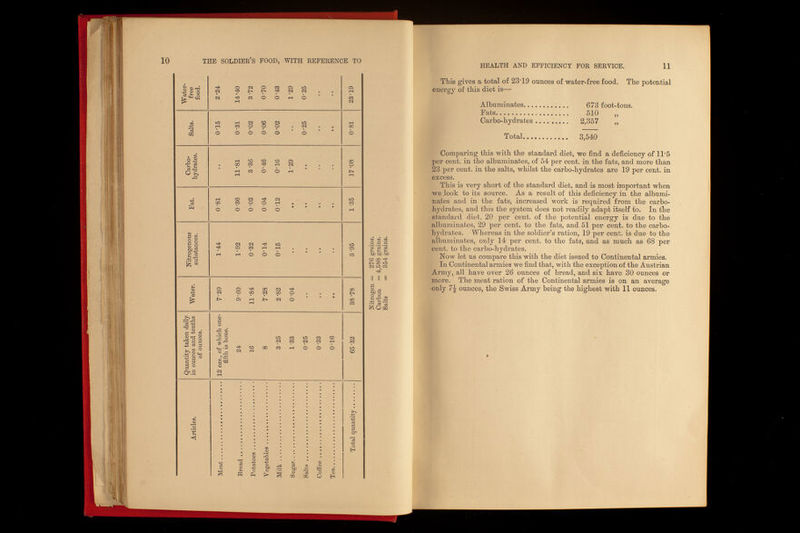 10 THE SOLDIER'S FOOD, WITH REFERENCE TO
Articles. Quantity taken daily in ounces and tenths of ounces. Water. Nitrogenous substances. Fat. Carbo-hydrates. Salts. Water-free food.
Meat 12 ozs., of which one-fifth is bone. 7·20 1·44 0·81 .. 0·15 2·24
Bread 24 9·60 1·92 0·36 11·81 0·31 14·40
Potatoes 16 11·84 0·32 0·02 3·36 0·02 3·72
Vegetables 8 7·28 0·14 0·04 0·46 0·06 0·70
Milk 3·25 2·82 0·15 0·12 0·16 0·02 0·43
Sugar 1·33 0·04 .. .. 1·29 .. 1·29
Salts 0·25 .. .. .. .. 0·25 0·25
Coffee 0·33 .. .. .. .. .. ..
Tea 0·16 .. .. .. .. .. ..
Total quantity 65·32 38·78 3·95 1·35 17·08 0·81 23·19
Nitrogen = 276 grains.
Carbon = 4,588 grains.
Salts = 354 grains.
HEALTH AND EFFICIENCY FOR SERVICE. 11
This gives a total of 23·19 ounces of water-free food. The potential
energy of this diet is—
Albuminates 673 foot-tons.
Fats 510 „
Carbo-hydrates 2,357 „
Total 3,540
Comparing this with the standard diet, we find a deficiency of 11·5
per cent. in the albuminates, of 54 per cent. in the fats, and more than
23 per cent. in the salts, whilst the carbo-hydrates are 19 per cent. in
excess.
This is very short of the standard diet, and is most important when
we look to its source. As a result of this deficiency in the albumi-
nates and in the fats, increased work is required from the carbo-
hydrates, and this the system does not readily adapt itself to. In the
standard diet, 20 per cent. of the potential energy is due to the
albuminates, 29 per cent. to the fats, and 51 per cent. to the carbo-
hydrates. Whereas in the soldier's ration, 19 per cent. is due to the
albuminates, only 14 per cent. to the fats, and as much as 68 per
cent. to the carbo-hydrates.
Now let us compare this with the diet issued to Continental armies.
In Continental armies we find that, with the exception of the Austrian
Army, all have over 26 ounces of bread, and six have 30 ounces or
more. The meat ration of the Continental armies is on an average
only 7½ ounces, the Swiss Army being the highest with 11 ounces.